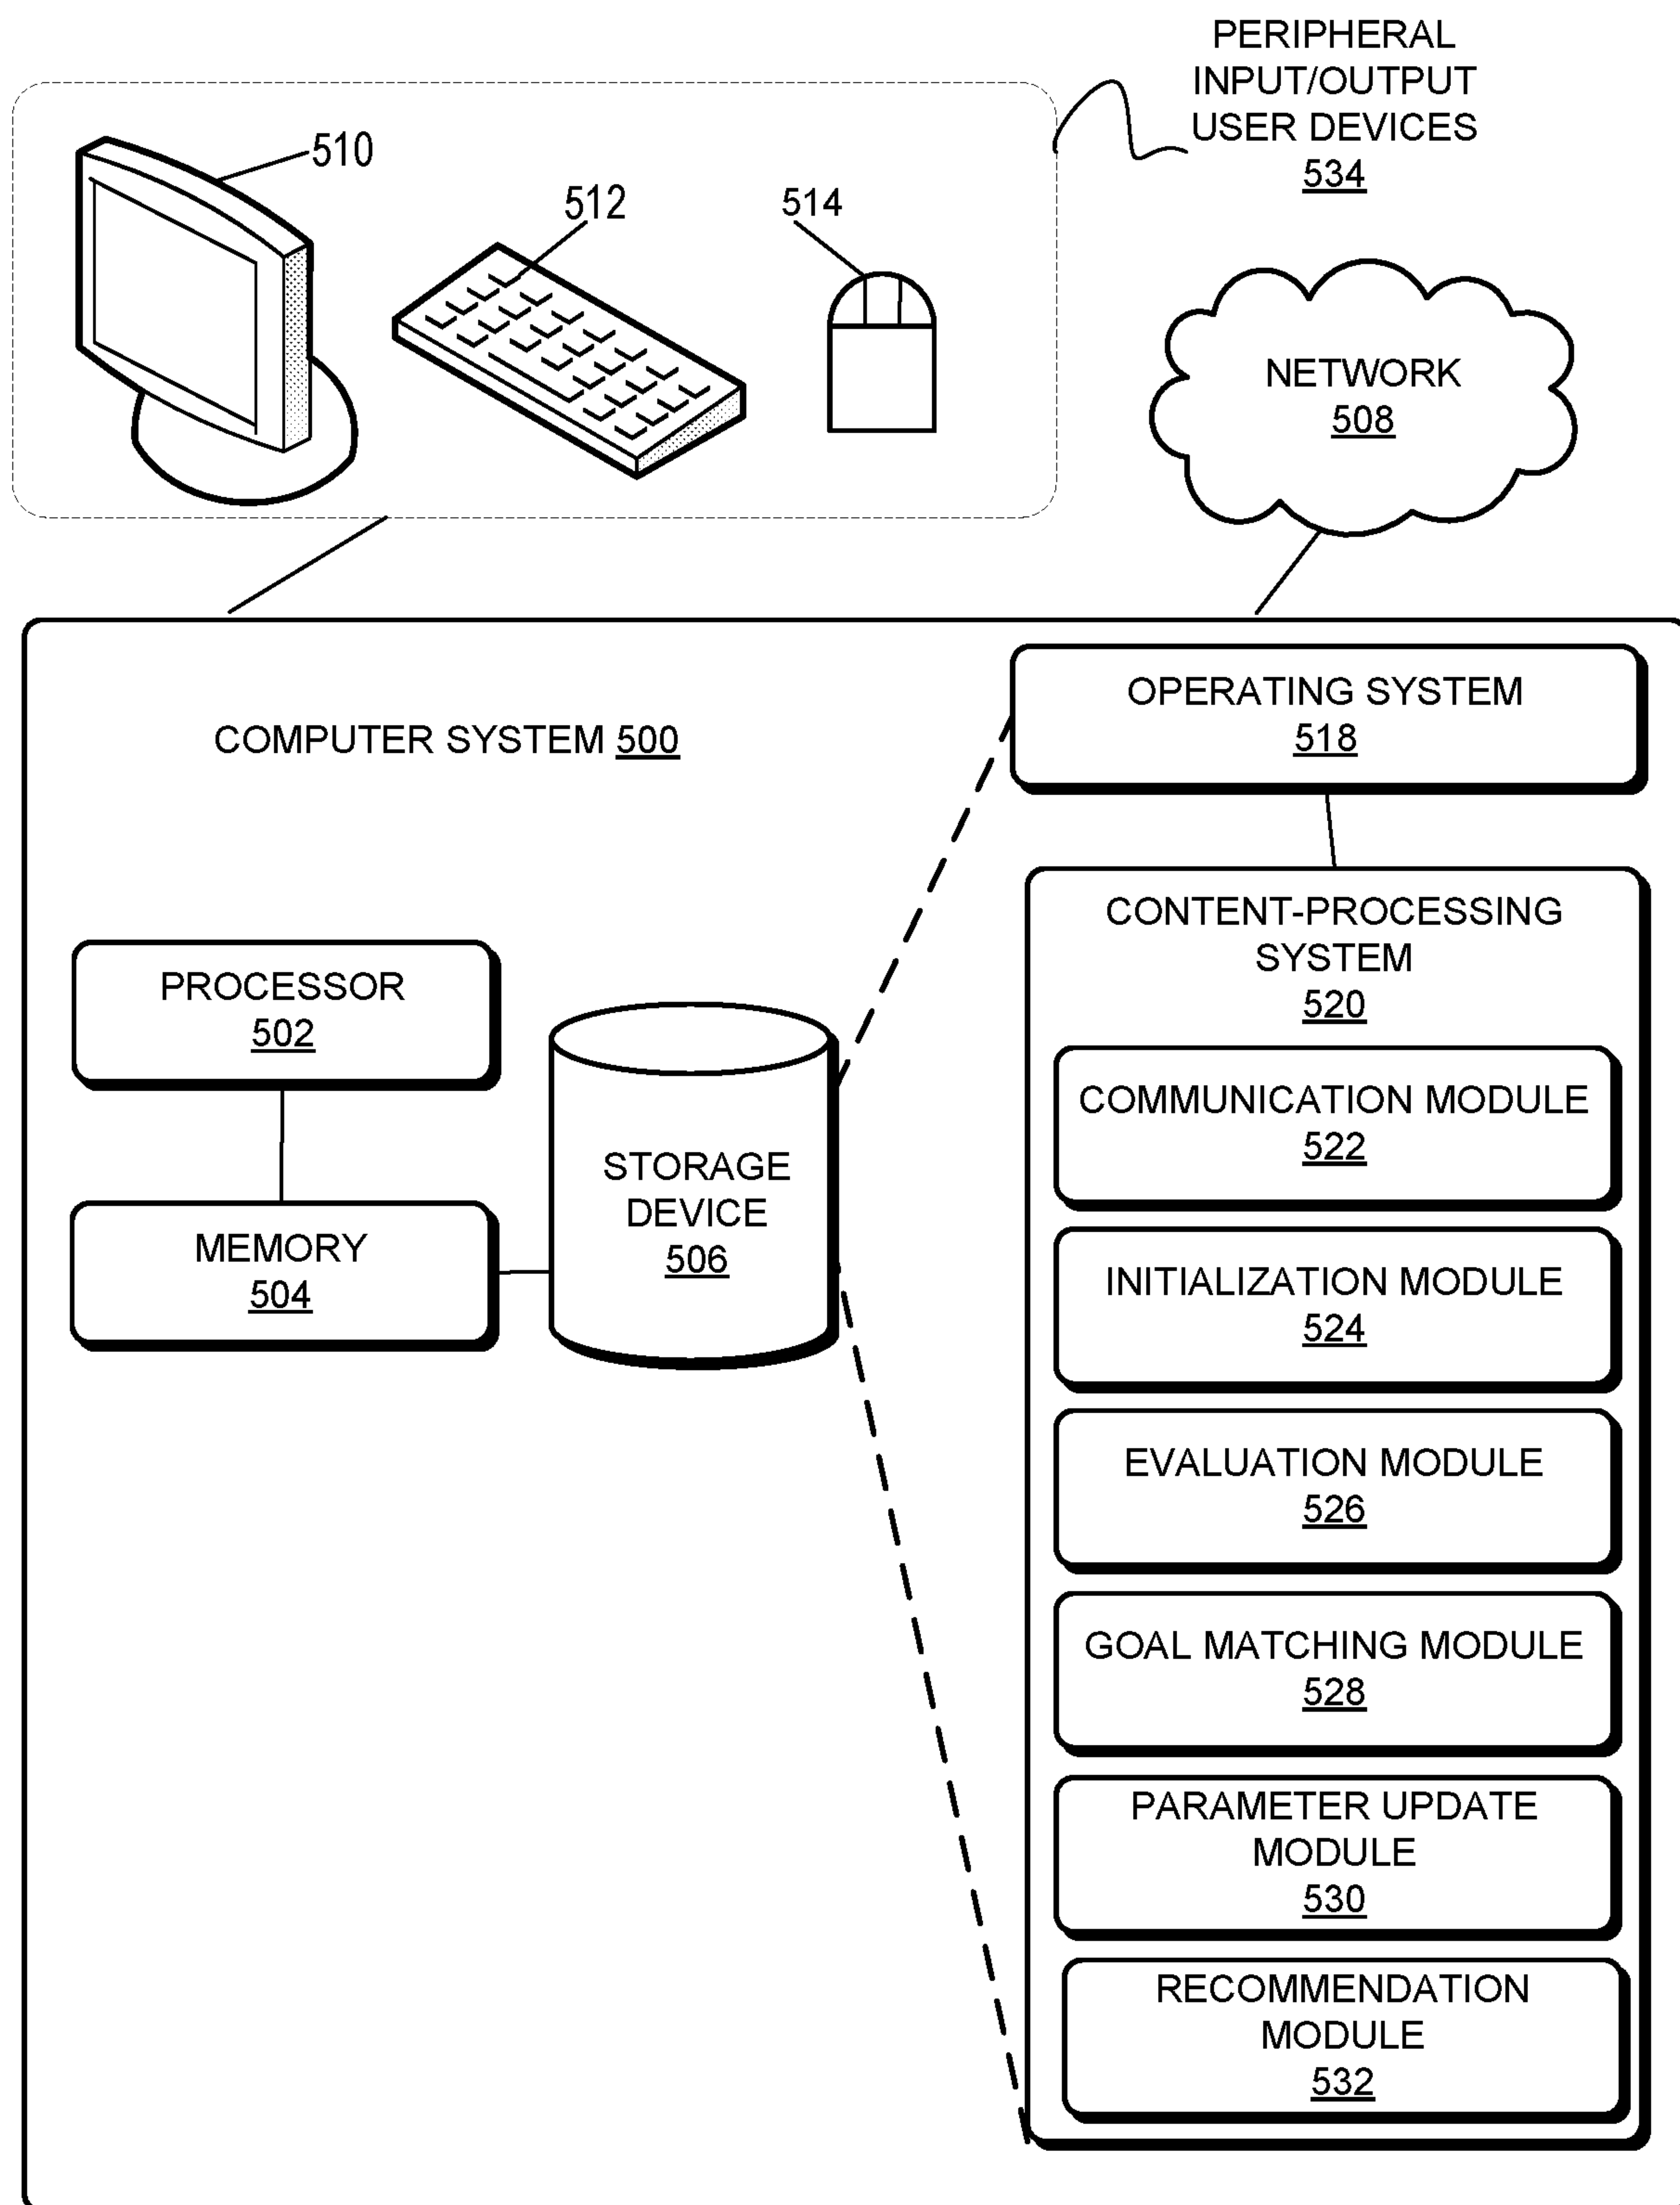 PERIPHERAL
INPUT/OUTPUT
USER DEVICES
534
510
512
514
NETWORK
508
COMPUTER SYSTEM 500
OPERATING SYSTEM
518
PROCESSOR
502
MEMORY
504
STORAGE
DEVICE
506
CONTENT-PROCESSING
SYSTEM
520
COMMUNICATION MODULE
522
INITIALIZATION MODULE
524
EVALUATION MODULE
526
GOAL MATCHING MODULE
528
PARAMETER UPDATE
MODULE
530
RECOMMENDATION
MODULE
532